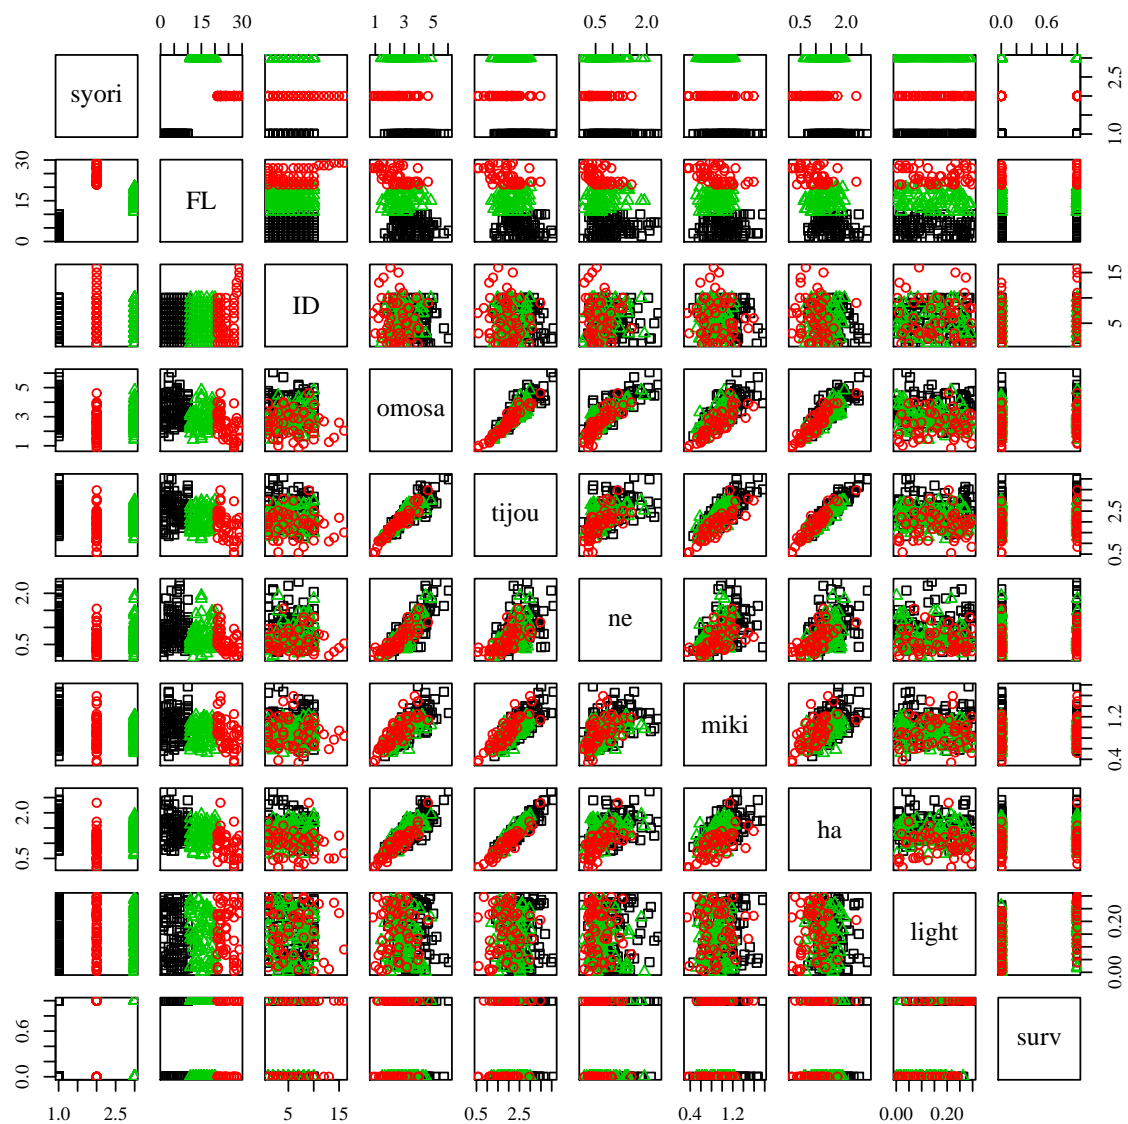 1 3 5 0.5 2.0
0 15 30 0.5 2.0 0.0 0.6
syori 1.0 2.5
0 15 30 FL
ID 5 15
1 3 5 omosa
tijou 0.5 2.5
0.5 2.0 ne
miki 0.4 1.2
0.5 2.0 ha
light 0.00 0.20
0.0 0.6 surv
1.0 2.5 5 15 0.5 2.5 0.4 1.2 0.00 0.20